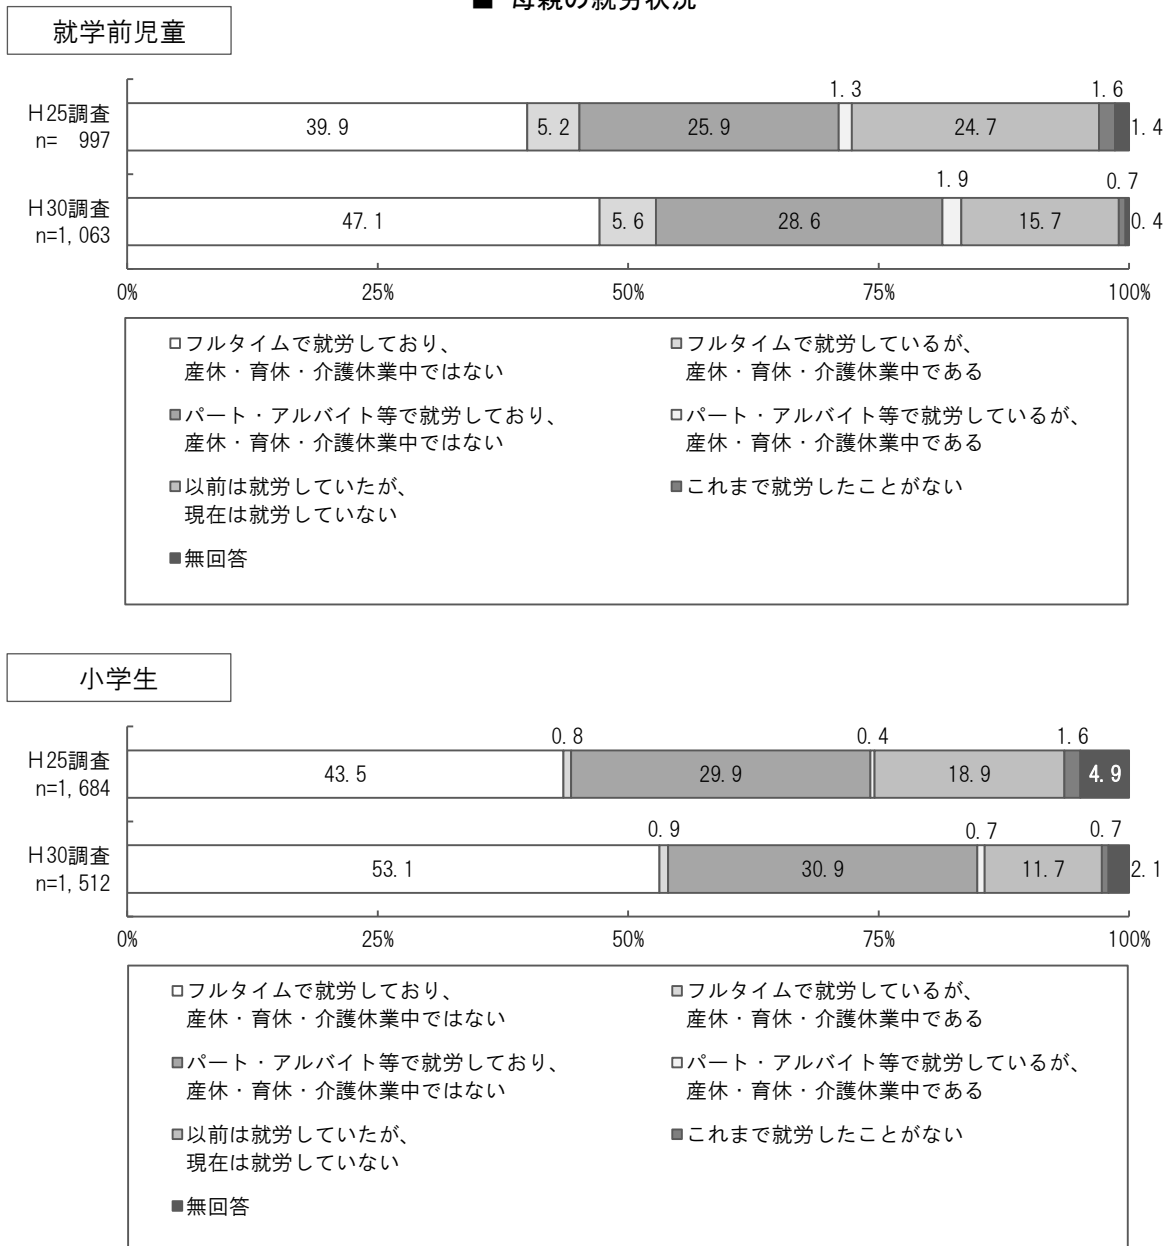 ■ 母親の就労状況
就学前児童
1.3 1.6
H25調査
n= 997
39.9 5.2 25.9 24.7 1.4
1.9 0.7
H30調査
n=1,063
47.1 5.6 28.6 15.7 0.4
0% 25% 50% 75% 100%
フルタイムで就労しており、
産休・育休・介護休業中ではない
フルタイムで就労しているが、
産休・育休・介護休業中である
パート・アルバイト等で就労しており、
産休・育休・介護休業中ではない
パート・アルバイト等で就労しているが、
産休・育休・介護休業中である
以前は就労していたが、
現在は就労していない
これまで就労したことがない
無回答
小学生
0.8 0.4 1.6
H25調査
n=1,684
43.5 29.9 18.9 4.9
0.9 0.7 0.7
H30調査
n=1,512
53.1 30.9 11.7 2.1
0% 25% 50% 75% 100%
フルタイムで就労しており、
産休・育休・介護休業中ではない
フルタイムで就労しているが、
産休・育休・介護休業中である
パート・アルバイト等で就労しており、
産休・育休・介護休業中ではない
パート・アルバイト等で就労しているが、
産休・育休・介護休業中である
以前は就労していたが、
現在は就労していない
これまで就労したことがない
無回答